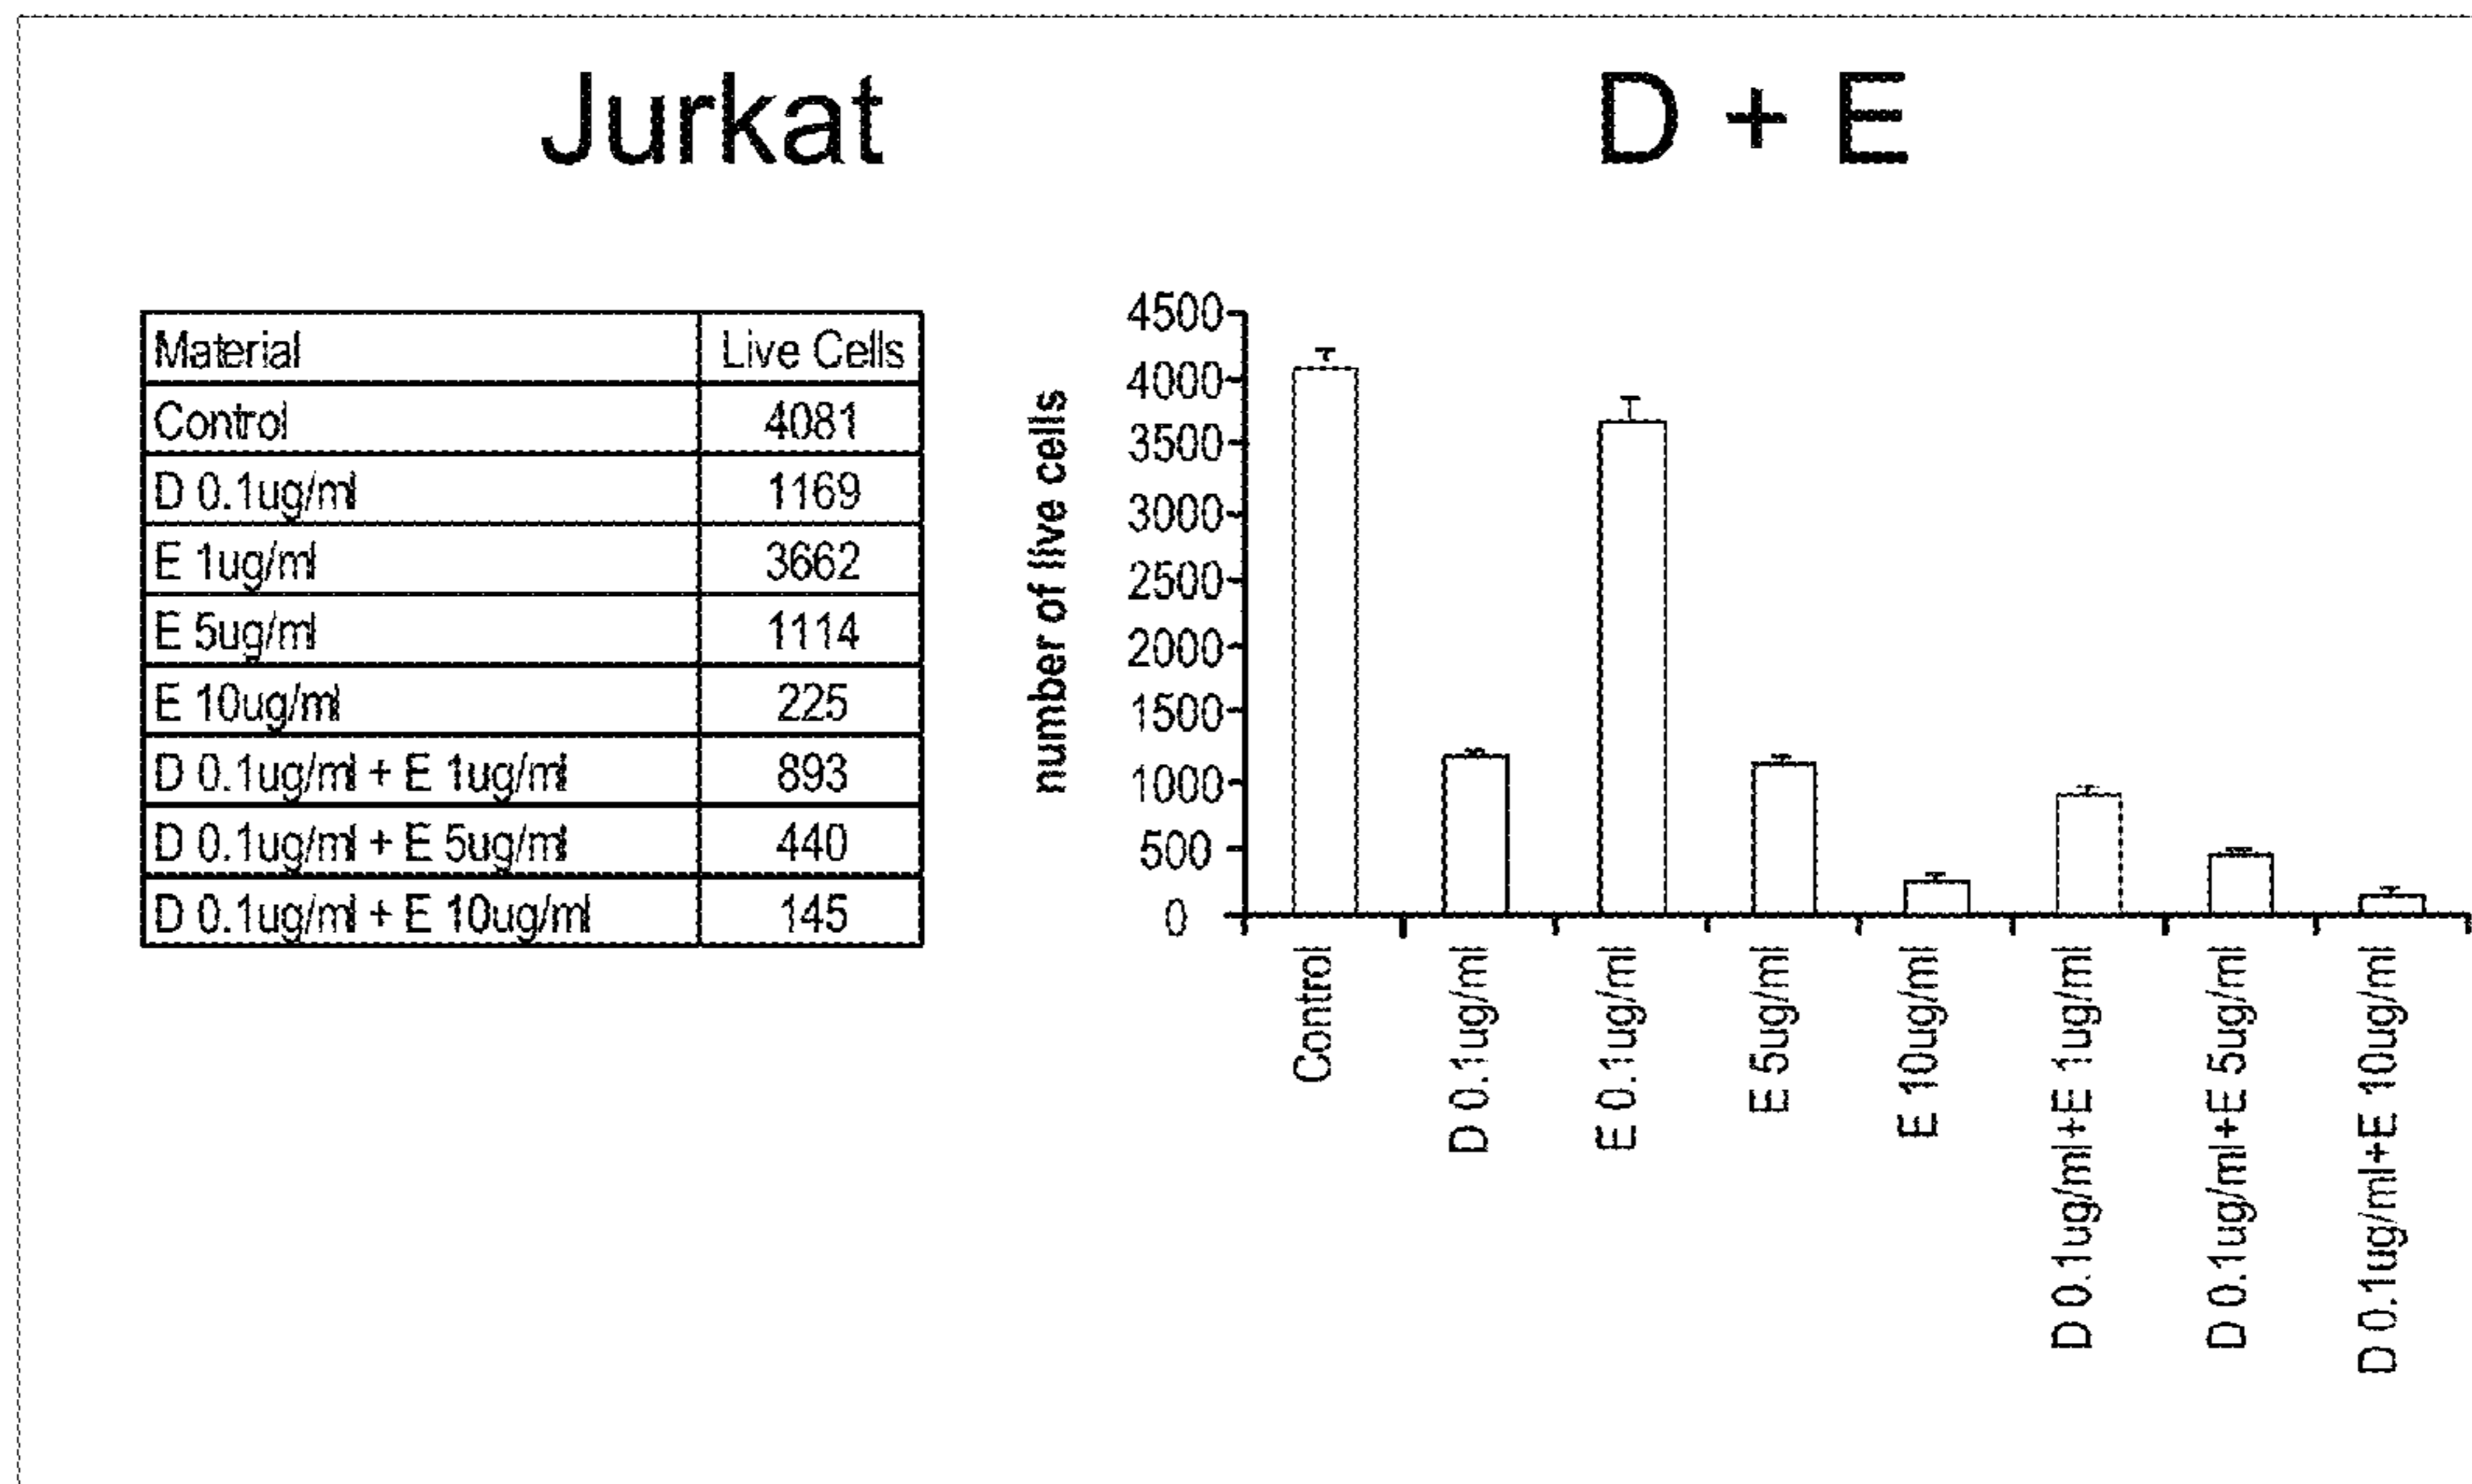 Jurkat
D + E
Material Live Cells
Control 4081
D 0.1ug/ml 1169
E 1ug/ml 3662
E 5ug/ml 1114
E 10ug/ml 225
D 0.1ug/ml + E 1ug/ml 893
D 0.1ug/ml + E 5ug/ml 440
D 0.1ug/ml + E 10ug/ml 145
number of live cells
4500
4000
3500
3000
2500
2000
1500
1000
500
0
Control
D 0.1ug/ml
E 0.1ug/ml
E 5ug/ml
E 10ug/ml
D 0.1ug/ml+E 1ug/ml
D 0.1ug/ml+E 5ug/ml
D 0.1ug/ml+E 10ug/ml